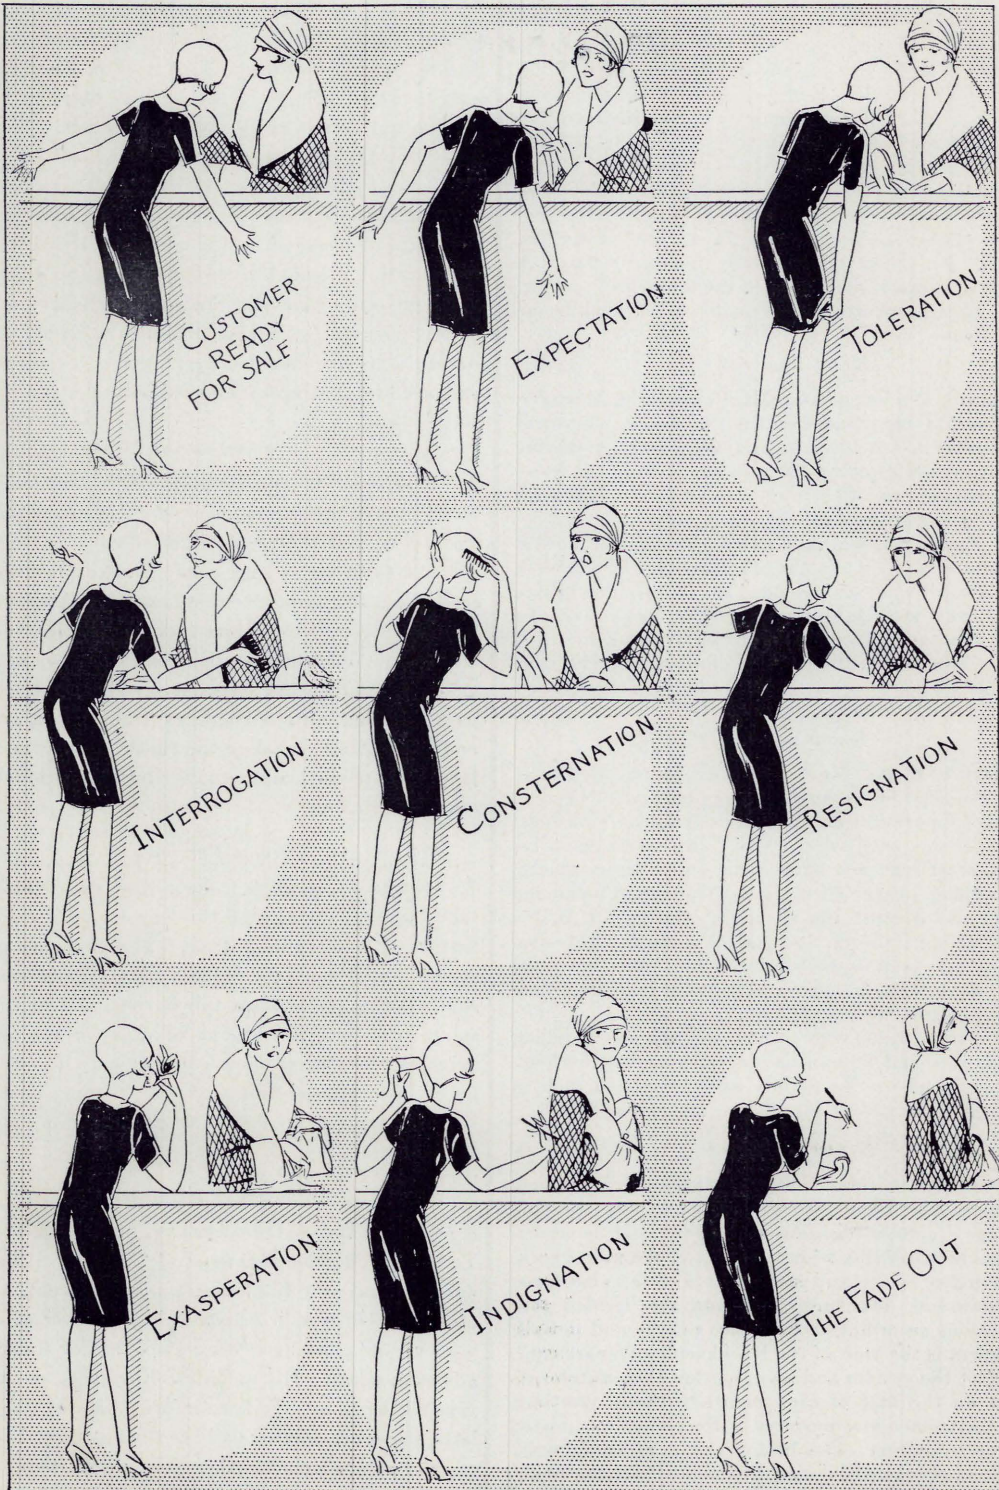 CUSTOMER
READY
FOR SALE
EXPECTATION
TOLERATION
INTERROGATION
CONSTERNATION
RESIGNATION
EXASPERATION
INDIGNATION
THE FADE OUT